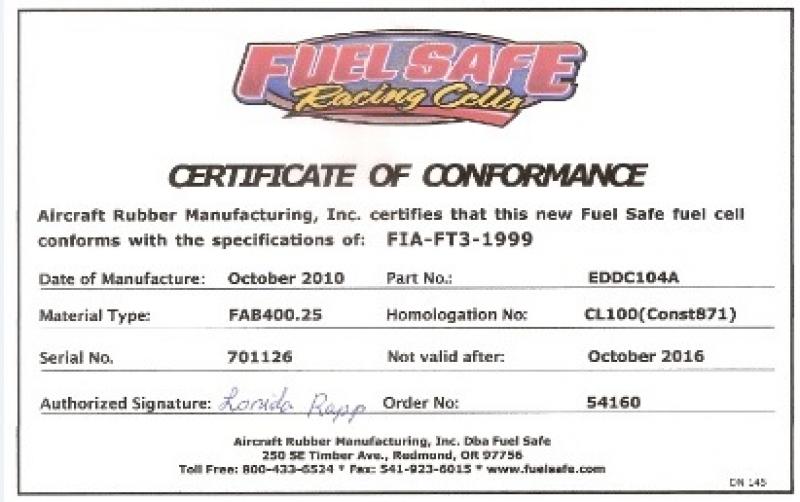 FUEL SAFE
Racing Cells
CERTIFICATE OF CONFORMANCE
Aircraft Rubber Manufacturing, Inc. certifies that this new Fuel Safe fuel cell
conforms with the specifications of: FIA-FT3-1999
Date of Manufacture: October 2010 Part No.: EDDC104A
Material Type: FAB400.25 Homologation No: CL100(Const871)
Serial No. 701126 Not valid after: October 2016
Authorized Signature: Lonida Rapp Order No: 54160
Aircraft Rubber Manufacturing, Inc. Dba Fuel Safe
250 SE Timber Ave., Redmond, OR 97756
Toll Free: 800-433-6524 * Fax: 541-923-6015 * www.fuelsafe.com
DN 145